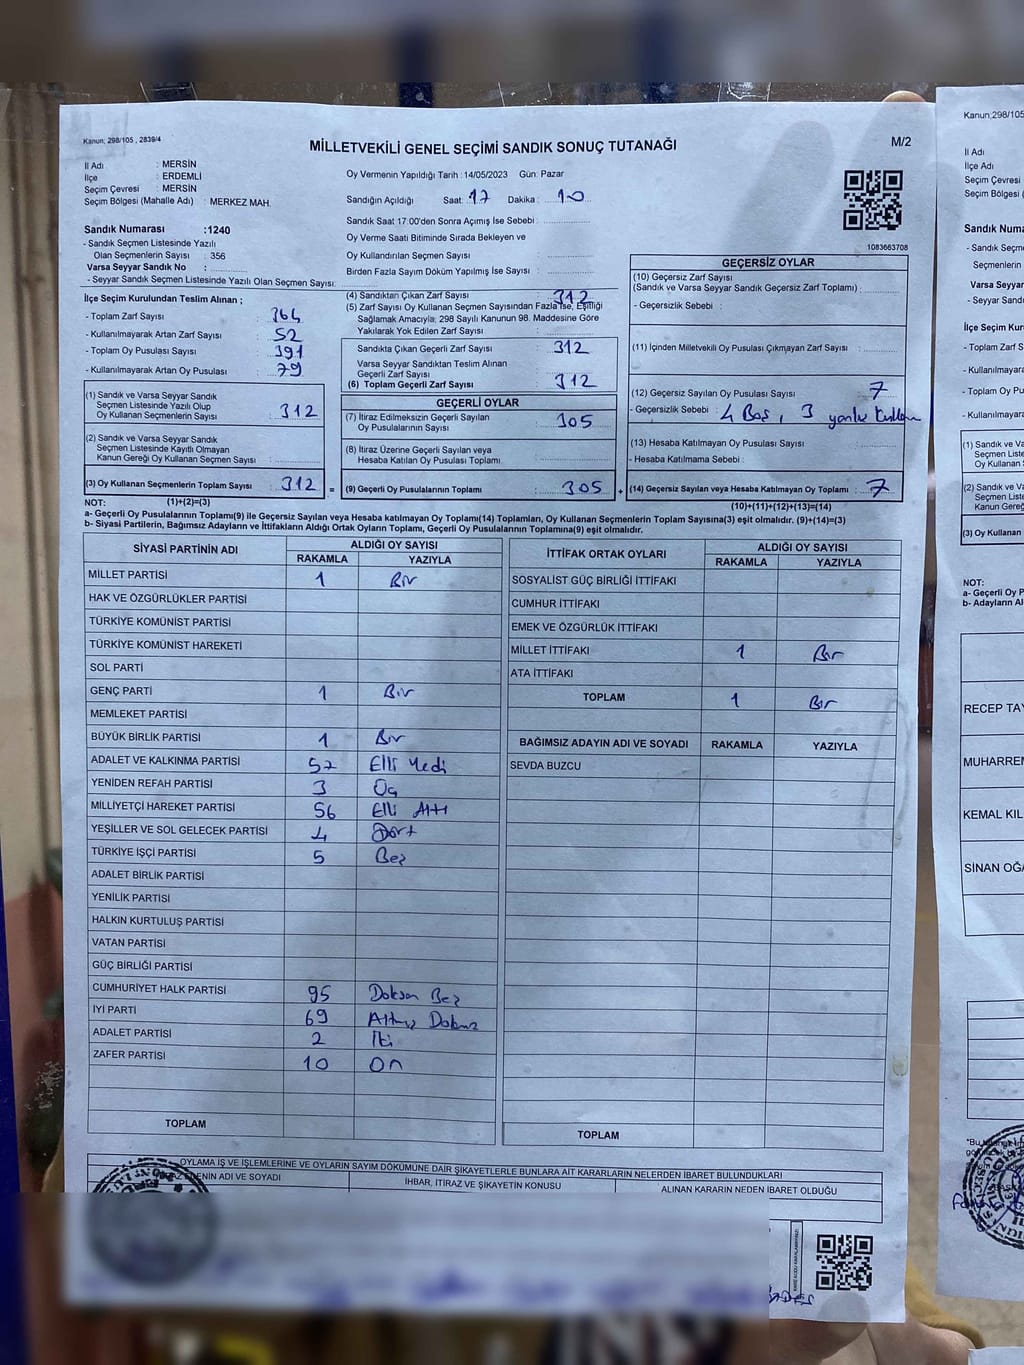 Kanun; 298/105 , 2839/4
MİLLETVEKİLİ GENEL SEÇİMİ SANDIK SONUÇ TUTANAĞI
M/2
İl Adı : MERSİN
İlçe : ERDEMLİ
Seçim Çevresi : MERSİN
Seçim Bölgesi (Mahalle Adı) : MERKEZ MAH.
Sandık Numarası :1240
- Sandık Seçmen Listesinde Yazılı
Olan Seçmenlerin Sayısı : 356
Varsa Seyyar Sandık No :
- Seyyar Sandık Seçmen Listesinde Yazılı Olan Seçmen Sayısı:
Oy Vermenin Yapıldığı Tarih : 14/05/2023 Gün: Pazar
Sandığın Açıldığı Saat: 17 Dakika: 10
Sandık Saat 17:00'den Sonra Açımış İse Sebebi :
Oy Verme Saati Bitiminde Sırada Bekleyen ve
Oy Kullandırılan Seçmen Sayısı :
Birden Fazla Sayım Döküm Yapılmış İse Sayısı :
1083663708
İlçe Seçim Kurulundan Teslim Alınan ;
- Toplam Zarf Sayısı : 364
- Kullanılmayarak Artan Zarf Sayısı : 52
- Toplam Oy Pusulası Sayısı : 391
- Kullanılmayarak Artan Oy Pusulası : 79
(1) Sandık ve Varsa Seyyar Sandık
Seçmen Listesinde Yazılı Olup
Oy Kullanan Seçmenlerin Sayısı : 312
(2) Sandık ve Varsa Seyyar Sandık
Seçmen Listesinde Kayıtlı Olmayan
Kanun Gereği Oy Kullanan Seçmen Sayısı :
(3) Oy Kullanan Seçmenlerin Toplam Sayısı : 312
(4) Sandıktan Çıkan Zarf Sayısı : 312
(5) Zarf Sayısı Oy Kullanan Seçmen Sayısından Fazla İse, Eşitliği
Sağlamak Amacıyla; 298 Sayılı Kanunun 98. Maddesine Göre
Yakılarak Yok Edilen Zarf Sayısı :
Sandıkta Çıkan Geçerli Zarf Sayısı : 312
Varsa Seyyar Sandıktan Teslim Alınan
Geçerli Zarf Sayısı :
(6) Toplam Geçerli Zarf Sayısı : 312
GEÇERLİ OYLAR
(7) İtiraz Edilmeksizin Geçerli Sayılan
Oy Pusulalarının Sayısı : 305
(8) İtiraz Üzerine Geçerli Sayılan veya
Hesaba Katılan Oy Pusulası Toplamı :
= (9) Geçerli Oy Pusulalarının Toplamı : 305
GEÇERSİZ OYLAR
(10) Geçersiz Zarf Sayısı
(Sandık ve Varsa Seyyar Sandık Geçersiz Zarf Toplamı) :
- Geçersizlik Sebebi :
(11) İçinden Milletvekili Oy Pusulası Çıkmayan Zarf Sayısı :
(12) Geçersiz Sayılan Oy Pusulası Sayısı : 7
- Geçersizlik Sebebi : 4 Boş, 3 yanlış kullanım
(13) Hesaba Katılmayan Oy Pusulası Sayısı :
- Hesaba Katılmama Sebebi :
+ (14) Geçersiz Sayılan veya Hesaba Katılmayan Oy Toplamı : 7
NOT: (1)+(2)=(3)
(10)+(11)+(12)+(13)=(14)
a- Geçerli Oy Pusulalarının Toplamı(9) ile Geçersiz Sayılan veya Hesaba katılmayan Oy Toplamı(14) Toplamları, Oy Kullanan Seçmenlerin Toplam Sayısına(3) eşit olmalıdır. (9)+(14)=(3)
b- Siyasi Partilerin, Bağımsız Adayların ve İttifakların Aldığı Ortak Oyların Toplamı, Geçerli Oy Pusulalarının Toplamına(9) eşit olmalıdır.
SİYASİ PARTİNİN ADI ALDIĞI OY SAYISI
RAKAMLA YAZIYLA
MİLLET PARTİSİ 1 Bir
HAK VE ÖZGÜRLÜKLER PARTİSİ
TÜRKİYE KOMÜNİST PARTİSİ
TÜRKİYE KOMÜNİST HAREKETİ
SOL PARTİ
GENÇ PARTİ 1 Bir
MEMLEKET PARTİSİ
BÜYÜK BİRLİK PARTİSİ 1 Bir
ADALET VE KALKINMA PARTİSİ 57 Elli Yedi
YENİDEN REFAH PARTİSİ 3 Üç
MİLLİYETÇİ HAREKET PARTİSİ 56 Elli Altı
YEŞİLLER VE SOL GELECEK PARTİSİ 4 Dört
TÜRKİYE İŞÇİ PARTİSİ 5 Beş
ADALET BİRLİK PARTİSİ
YENİLİK PARTİSİ
HALKIN KURTULUŞ PARTİSİ
VATAN PARTİSİ
GÜÇ BİRLİĞİ PARTİSİ
CUMHURİYET HALK PARTİSİ 95 Doksan Beş
İYİ PARTİ 69 Altmış Dokuz
ADALET PARTİSİ 2 İki
ZAFER PARTİSİ 10 On
TOPLAM
İTTİFAK ORTAK OYLARI ALDIĞI OY SAYISI
RAKAMLA YAZIYLA
SOSYALİST GÜÇ BİRLİĞİ İTTİFAKI
CUMHUR İTTİFAKI
EMEK VE ÖZGÜRLÜK İTTİFAKI
MİLLET İTTİFAKI 1 Bir
ATA İTTİFAKI
TOPLAM 1 Bir
BAĞIMSIZ ADAYIN ADI VE SOYADI RAKAMLA YAZIYLA
SEVDA BUZCU
TOPLAM
OYLAMA İŞ VE İŞLEMLERİNE VE OYLARIN SAYIM DÖKÜMÜNE DAİR ŞİKAYETLERLE BUNLARA AİT KARARLARIN NELERDEN İBARET BULUNDUKLARI
EDENİN ADI VE SOYADI İHBAR, İTİRAZ VE ŞİKAYETİN KONUSU ALINAN KARARIN NEDEN İBARET OLDUĞU
Kanun;298/105
İl Adı
İlçe Adı
Seçim Çevresi
Seçim Bölgesi (
Sandık Numa
- Sandık Seçm
Seçmenlerin
Varsa Seyyar
- Seyyar Sandı
İlçe Seçim Kur
- Toplam Zarf S
- Kullanılmayara
- Toplam Oy Pu
- Kullanılmayara
(1) Sandık ve Va
Seçmen Liste
Oy Kullanan
(2) Sandık ve Va
Seçmen Liste
Kanun Gere
(3) Oy Kullanan
NOT:
a- Geçerli Oy P
b- Adayların Al
RECEP TAY
MUHARREM
KEMAL KIL
SİNAN OĞA